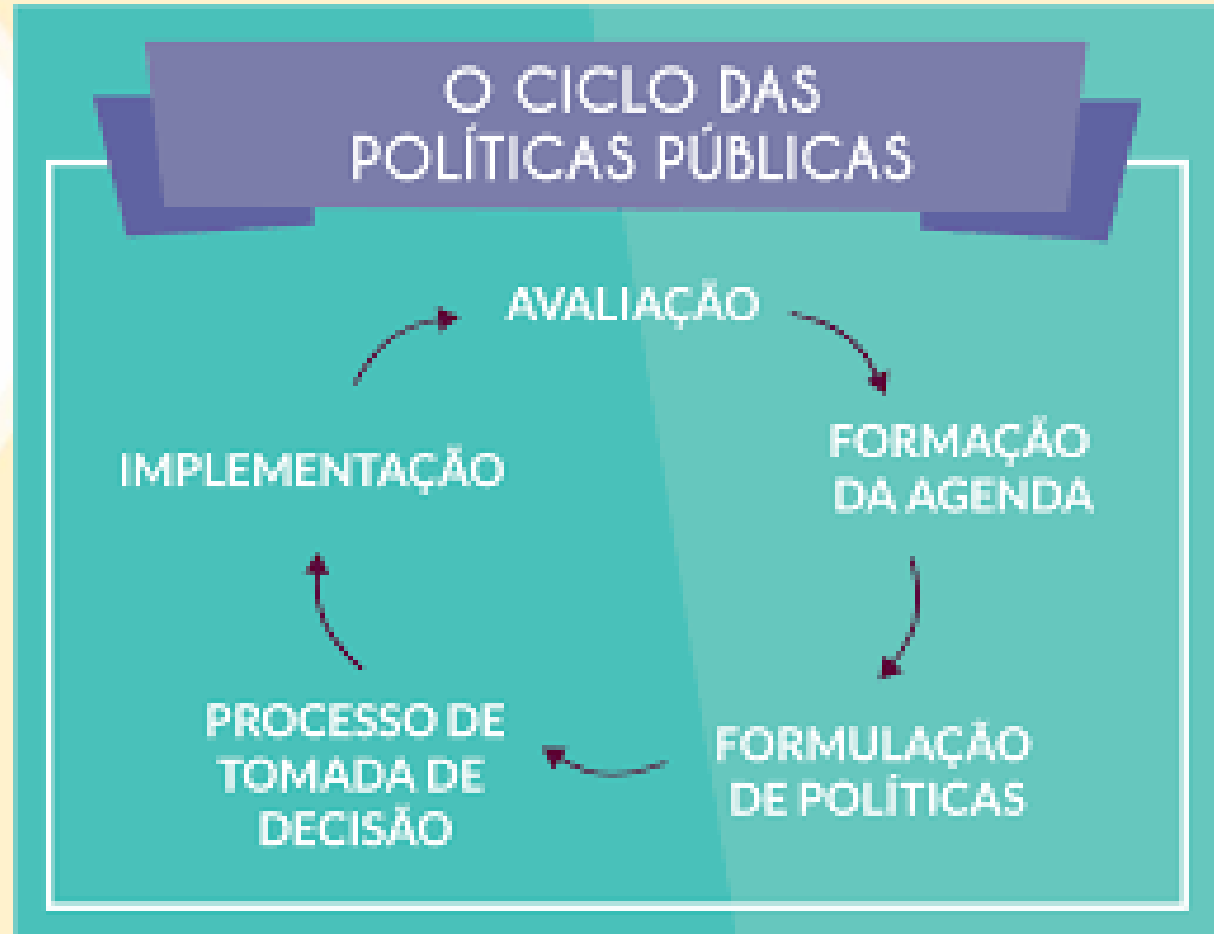 O CICLO DAS
POLÍTICAS PÚBLICAS
AVALIAÇÃO
FORMAÇÃO
DA AGENDA
FORMULAÇÃO
DE POLÍTICAS
PROCESSO DE
TOMADA DE
DECISÃO
IMPLEMENTAÇÃO